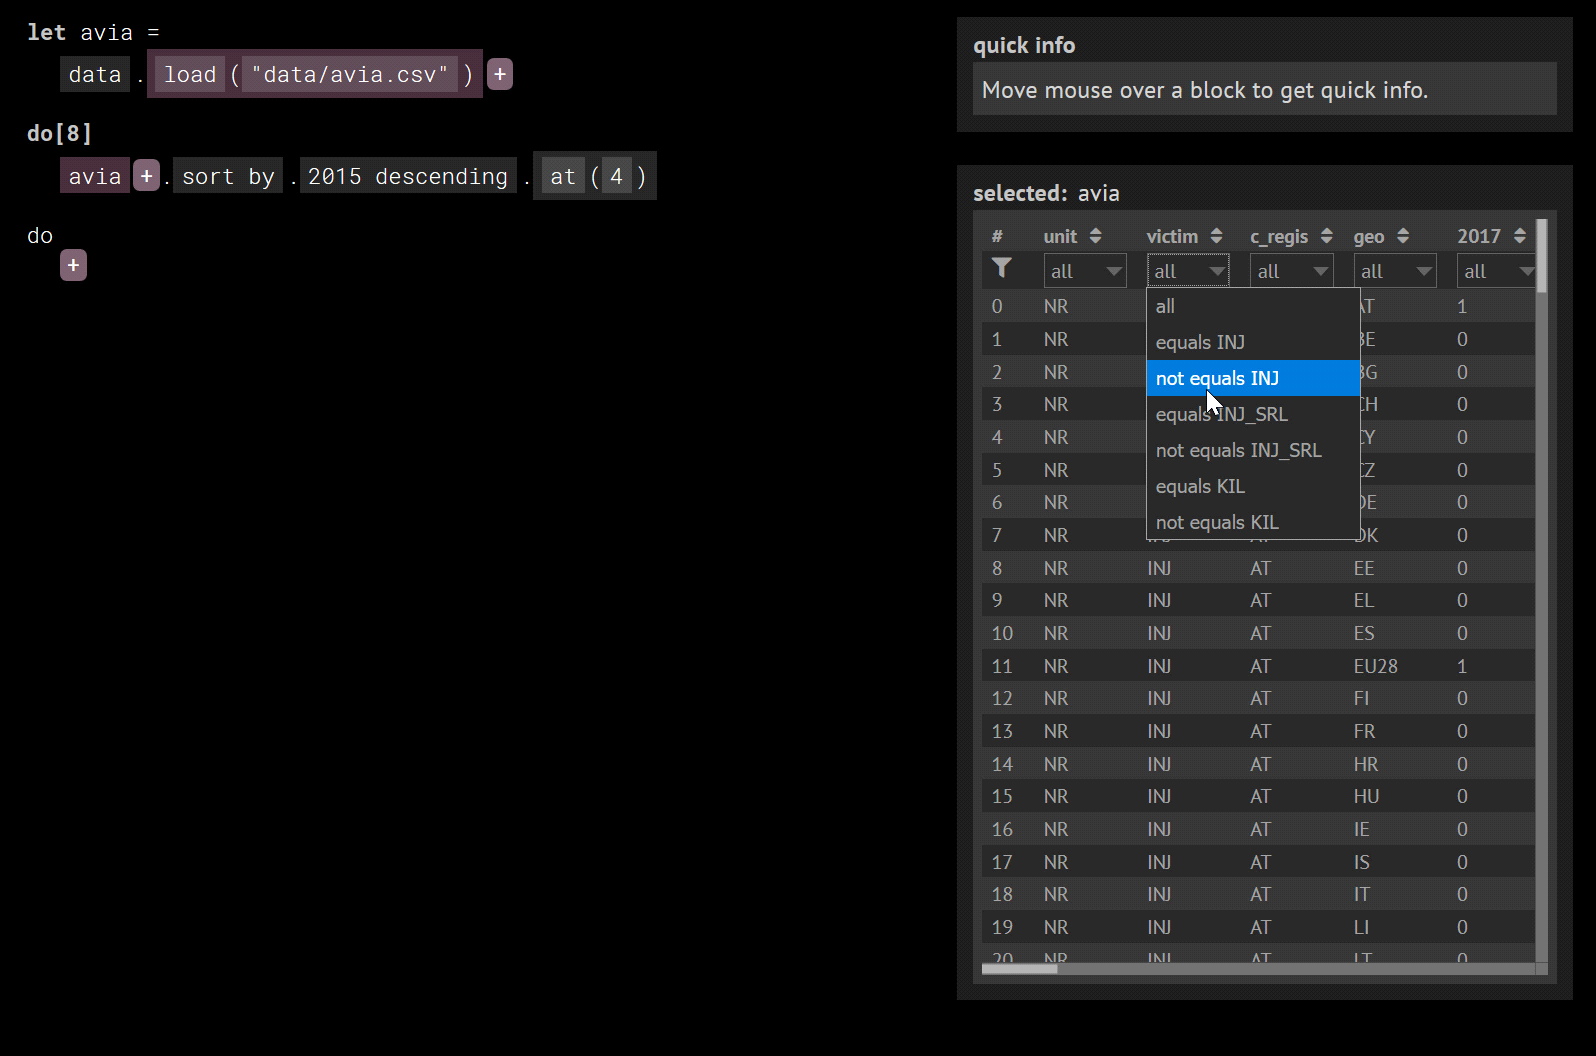 let avia =
data . load ( "data/avia.csv" ) +
do[8]
avia + . sort by . 2015 descending . at ( 4 )
do
+
quick info
Move mouse over a block to get quick info.
selected: avia
# unit victim c_regis geo 2017
all all all all all
all
equals INJ
not equals INJ
equals INJ_SRL
not equals INJ_SRL
equals KIL
not equals KIL
0 NR AT 1
1 NR BE 0
2 NR BG 0
3 NR CH 0
4 NR CY 0
5 NR CZ 0
6 NR DE 0
7 NR DK 0
8 NR INJ AT EE 0
9 NR INJ AT EL 0
10 NR INJ AT ES 0
11 NR INJ AT EU28 1
12 NR INJ AT FI 0
13 NR INJ AT FR 0
14 NR INJ AT HR 0
15 NR INJ AT HU 0
16 NR INJ AT IE 0
17 NR INJ AT IS 0
18 NR INJ AT IT 0
19 NR INJ AT LI 0
20 NR INJ AT LT 0